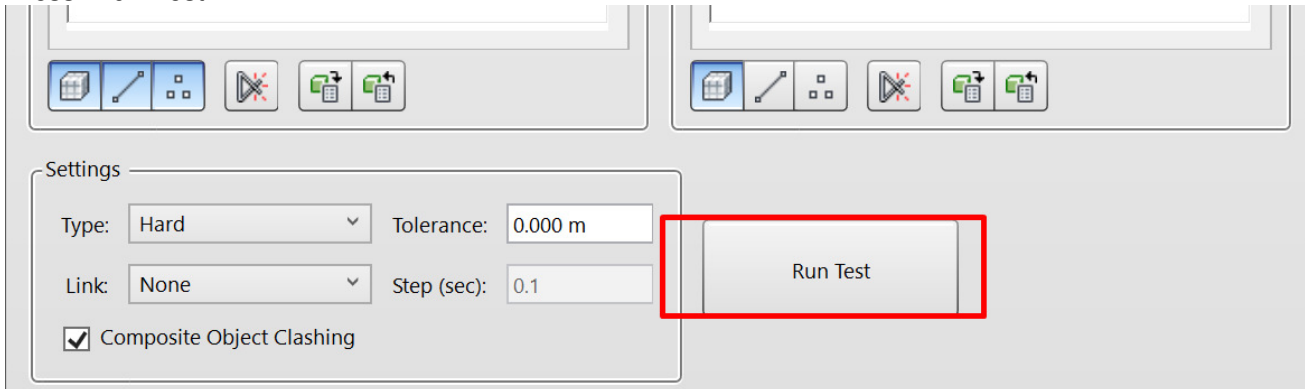 Settings
Type: Hard Tolerance: 0.000 m
Link: None Step (sec): 0.1
Run Test
Composite Object Clashing